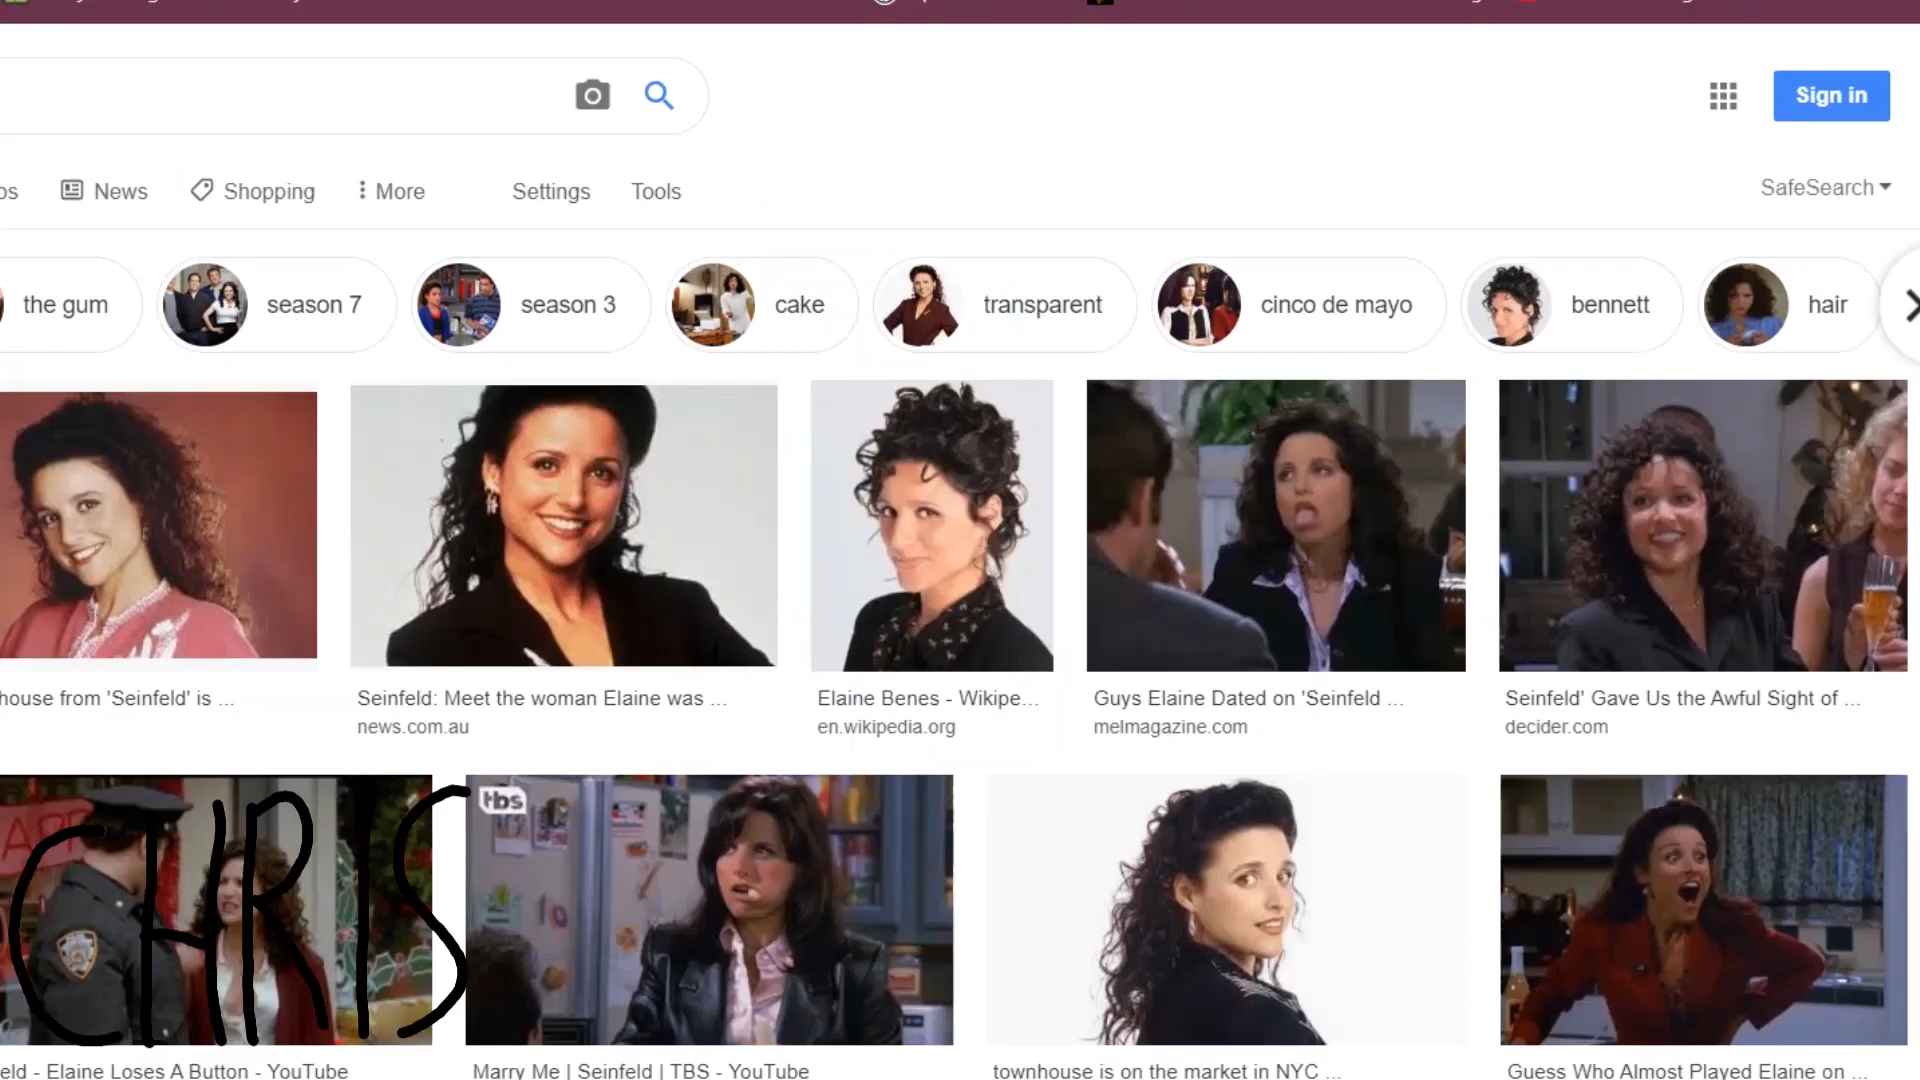 Sign in
os News Shopping More Settings Tools SafeSearch
the gum season 7 season 3 cake transparent cinco de mayo bennett hair
house from 'Seinfeld' is ...
Seinfeld: Meet the woman Elaine was ...
news.com.au
Elaine Benes - Wikipe...
en.wikipedia.org
Guys Elaine Dated on 'Seinfeld ...
melmagazine.com
Seinfeld' Gave Us the Awful Sight of ...
decider.com
APP
CHRIS
tbs
eld - Elaine Loses A Button - YouTube
Marry Me | Seinfeld | TBS - YouTube
townhouse is on the market in NYC ...
Guess Who Almost Played Elaine on ...